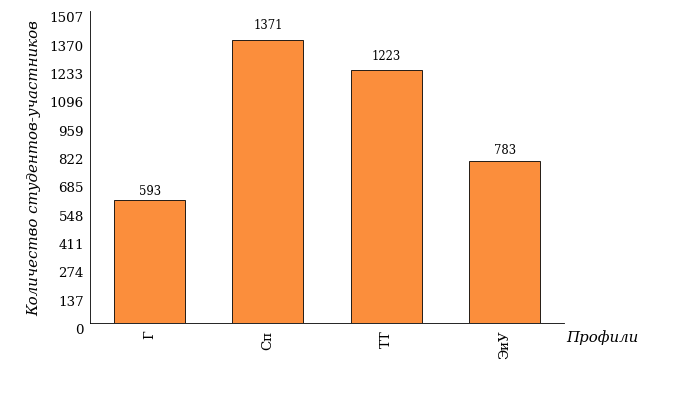 Количество студентов-участников
1507
1370
1233
1096
959
822
685
548
411
274
137
0
593
1371
1223
783
Г
Сп
ТТ
ЭиУ
Профили